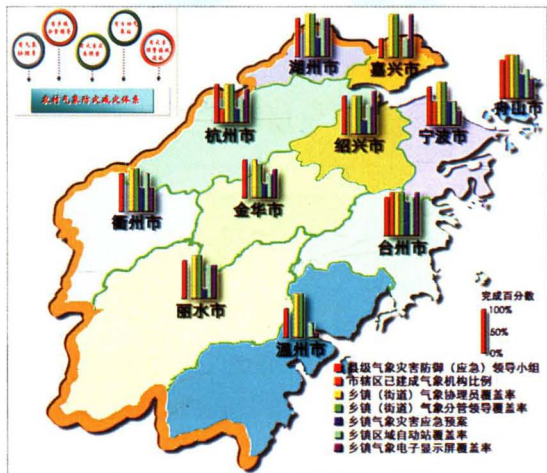 农村气象防灾减灾体系
湖州市
嘉兴市
舟山市
杭州市
绍兴市
宁波市
衢州市
金华市
台州市
丽水市
温州市
完成百分数
100%
50%
0%
县级气象灾害防御（应急）领导小组
市辖区已建成气象机构比例
乡镇（街道）气象协理员覆盖率
乡镇（街道）气象分管领导覆盖率
乡镇气象灾害应急预案
乡镇区域自动站覆盖率
乡镇气象电子显示屏覆盖率